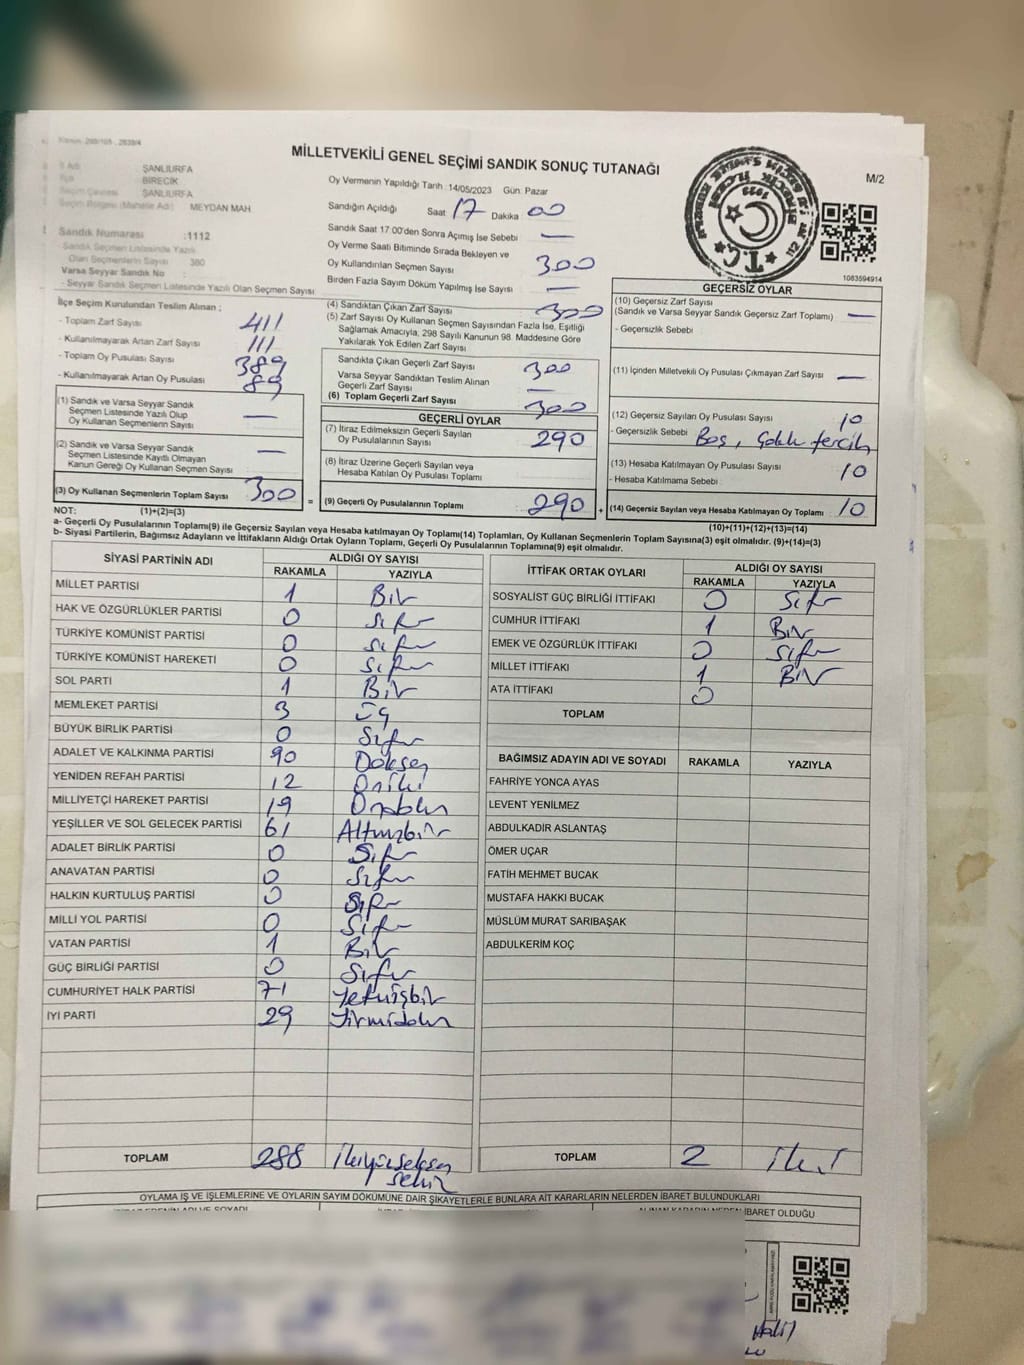 MİLLETVEKİLİ GENEL SEÇİMİ SANDIK SONUÇ TUTANAĞI
M/2
ŞANLIURFA
BİRECİK
ŞANLIURFA
Seçim Bölgesi (Mahalle Adı) : MEYDAN MAH.
Sandık Numarası :1112
Sandık Seçmen Listesinde Yazılı
Olan Seçmenlerin Sayısı 380
Varsa Seyyar Sandık No :
- Seyyar Sandık Seçmen Listesinde Yazılı Olan Seçmen Sayısı
Oy Vermenin Yapıldığı Tarih :14/05/2023 Gün: Pazar
Sandığın Açıldığı Saat 17 Dakika 00
Sandık Saat 17.00'den Sonra Açılmış İse Sebebi —
Oy Verme Saati Bitiminde Sırada Bekleyen ve
Oy Kullandırılan Seçmen Sayısı 300
Birden Fazla Sayım Döküm Yapılmış İse Sayısı —
1083594914
İlçe Seçim Kurulundan Teslim Alınan ;
- Toplam Zarf Sayısı 411
- Kullanılmayarak Artan Zarf Sayısı 111
- Toplam Oy Pusulası Sayısı 389
- Kullanılmayarak Artan Oy Pusulası 89
(1) Sandık ve Varsa Seyyar Sandık
Seçmen Listesinde Yazılı Olup
Oy Kullanan Seçmenlerin Sayısı —
(2) Sandık ve Varsa Seyyar Sandık
Seçmen Listesinde Kayıtlı Olmayan
Kanun Gereği Oy Kullanan Seçmen Sayısı —
(3) Oy Kullanan Seçmenlerin Toplam Sayısı 300 =
(4) Sandıktan Çıkan Zarf Sayısı 300
(5) Zarf Sayısı Oy Kullanan Seçmen Sayısından Fazla İse, Eşitliği
Sağlamak Amacıyla, 298 Sayılı Kanunun 98. Maddesine Göre
Yakılarak Yok Edilen Zarf Sayısı
Sandıkta Çıkan Geçerli Zarf Sayısı 300
Varsa Seyyar Sandıktan Teslim Alınan
Geçerli Zarf Sayısı —
(6) Toplam Geçerli Zarf Sayısı 300
GEÇERLİ OYLAR
(7) İtiraz Edilmeksizin Geçerli Sayılan
Oy Pusulalarının Sayısı 290
(8) İtiraz Üzerine Geçerli Sayılan veya
Hesaba Katılan Oy Pusulası Toplamı
(9) Geçerli Oy Pusulalarının Toplamı 290 +
GEÇERSİZ OYLAR
(10) Geçersiz Zarf Sayısı
(Sandık ve Varsa Seyyar Sandık Geçersiz Zarf Toplamı) —
- Geçersizlik Sebebi :
(11) İçinden Milletvekili Oy Pusulası Çıkmayan Zarf Sayısı —
(12) Geçersiz Sayılan Oy Pusulası Sayısı 10
- Geçersizlik Sebebi Boş,
(13) Hesaba Katılmayan Oy Pusulası Sayısı 10
- Hesaba Katılmama Sebebi :
(14) Geçersiz Sayılan veya Hesaba Katılmayan Oy Toplamı 10
NOT: (1)+(2)=(3)
(10)+(11)+(12)+(13)=(14)
a- Geçerli Oy Pusulalarının Toplamı(9) ile Geçersiz Sayılan veya Hesaba katılmayan Oy Toplamı(14) Toplamları, Oy Kullanan Seçmenlerin Toplam Sayısına(3) eşit olmalıdır. (9)+(14)=(3)
b- Siyasi Partilerin, Bağımsız Adayların ve İttifakların Aldığı Ortak Oyların Toplamı, Geçerli Oy Pusulalarının Toplamına(9) eşit olmalıdır.
SİYASİ PARTİNİN ADI ALDIĞI OY SAYISI
RAKAMLA YAZIYLA
MİLLET PARTİSİ 1 Bir
HAK VE ÖZGÜRLÜKLER PARTİSİ 0 Sıfır
TÜRKİYE KOMÜNİST PARTİSİ 0 Sıfır
TÜRKİYE KOMÜNİST HAREKETİ 0 Sıfır
SOL PARTİ 1 Bir
MEMLEKET PARTİSİ 3 Üç
BÜYÜK BİRLİK PARTİSİ 0 Sıfır
ADALET VE KALKINMA PARTİSİ 90 Doksan
YENİDEN REFAH PARTİSİ 12 Oniki
MİLLİYETÇİ HAREKET PARTİSİ 19 Ondokuz
YEŞİLLER VE SOL GELECEK PARTİSİ 61 Altmışbir
ADALET BİRLİK PARTİSİ 0 Sıfır
ANAVATAN PARTİSİ 0 Sıfır
HALKIN KURTULUŞ PARTİSİ 0 Sıfır
MİLLİ YOL PARTİSİ 0 Sıfır
VATAN PARTİSİ 1 Bir
GÜÇ BİRLİĞİ PARTİSİ 0 Sıfır
CUMHURİYET HALK PARTİSİ 71 Yetmişbir
İYİ PARTİ 29 Yirmidokuz
TOPLAM 288 İkiyüzseksen
sekiz
İTTİFAK ORTAK OYLARI ALDIĞI OY SAYISI
RAKAMLA YAZIYLA
SOSYALİST GÜÇ BİRLİĞİ İTTİFAKI 0 Sıfır
CUMHUR İTTİFAKI 1 Bir
EMEK VE ÖZGÜRLÜK İTTİFAKI 0 Sıfır
MİLLET İTTİFAKI 1 Bir
ATA İTTİFAKI 0
TOPLAM
BAĞIMSIZ ADAYIN ADI VE SOYADI RAKAMLA YAZIYLA
FAHRİYE YONCA AYAS
LEVENT YENİLMEZ
ABDULKADİR ASLANTAŞ
ÖMER UÇAR
FATİH MEHMET BUCAK
MUSTAFA HAKKI BUCAK
MÜSLÜM MURAT SARIBAŞAK
ABDULKERİM KOÇ
TOPLAM 2 iki
OYLAMA İŞ VE İŞLEMLERİNE VE OYLARIN SAYIM DÖKÜMÜNE DAİR ŞİKAYETLERLE BUNLARA AİT KARARLARIN NELERDEN İBARET BULUNDUKLARI
İBARET OLDUĞU
Halil